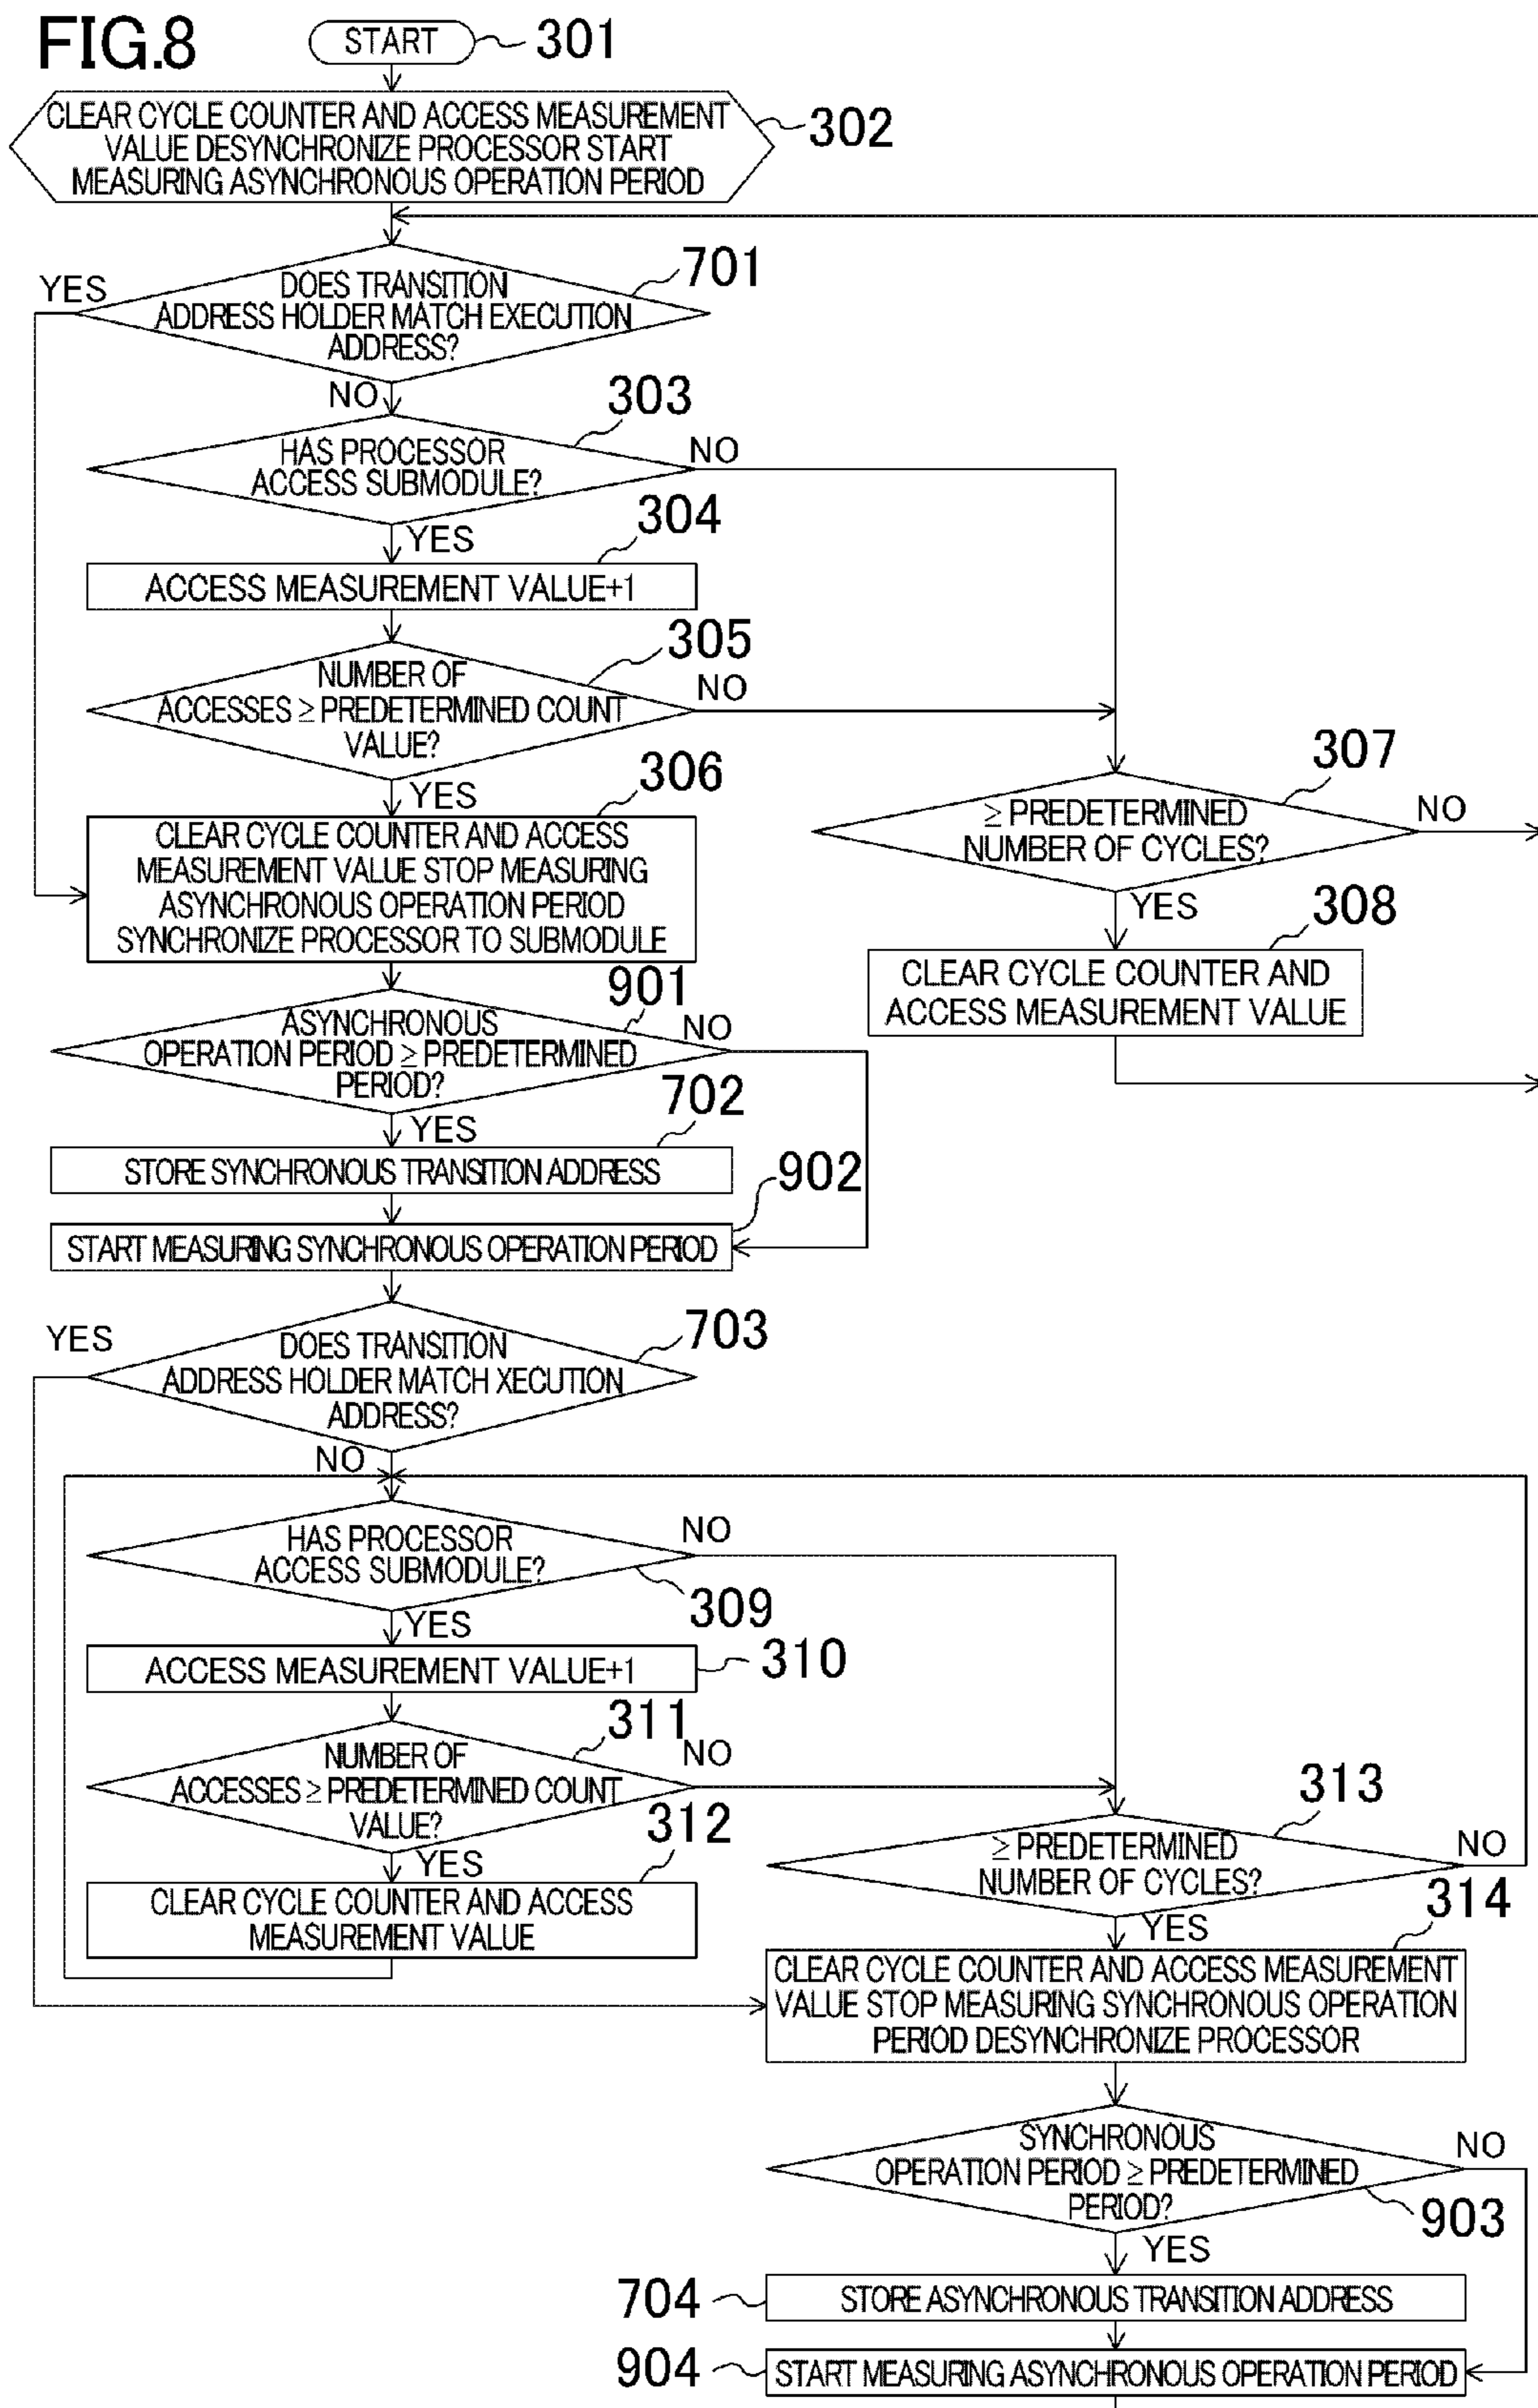 FIG.8
START
301
CLEAR CYCLE COUNTER AND ACCESS MEASUREMENT
VALUE DESYNCHRONIZE PROCESSOR START
MEASURING ASYNCHRONOUS OPERATION PERIOD
302
701
YES
DOES TRANSITION
ADDRESS HOLDER MATCH EXECUTION
ADDRESS?
NO
303
HAS PROCESSOR
ACCESS SUBMODULE?
NO
YES
304
ACCESS MEASUREMENT VALUE+1
305
NUMBER OF
ACCESSES ≥ PREDETERMINED COUNT
VALUE?
NO
YES
306
307
≥ PREDETERMINED
NUMBER OF CYCLES?
NO
YES
308
CLEAR CYCLE COUNTER AND
ACCESS MEASUREMENT VALUE
CLEAR CYCLE COUNTER AND ACCESS
MEASUREMENT VALUE STOP MEASURING
ASYNCHRONOUS OPERATION PERIOD
SYNCHRONIZE PROCESSOR TO SUBMODULE
901
ASYNCHRONOUS
OPERATION PERIOD ≥ PREDETERMINED
PERIOD?
NO
YES
702
STORE SYNCHRONOUS TRANSITION ADDRESS
902
START MEASURING SYNCHRONOUS OPERATION PERIOD
703
YES
DOES TRANSITION
ADDRESS HOLDER MATCH XECUTION
ADDRESS?
NO
HAS PROCESSOR
ACCESS SUBMODULE?
NO
309
YES
ACCESS MEASUREMENT VALUE+1
310
311
NUMBER OF
ACCESSES ≥ PREDETERMINED COUNT
VALUE?
NO
YES
312
CLEAR CYCLE COUNTER AND ACCESS
MEASUREMENT VALUE
313
≥ PREDETERMINED
NUMBER OF CYCLES?
NO
YES
314
CLEAR CYCLE COUNTER AND ACCESS MEASUREMENT
VALUE STOP MEASURING SYNCHRONOUS OPERATION
PERIOD DESYNCHRONIZE PROCESSOR
SYNCHRONOUS
OPERATION PERIOD ≥ PREDETERMINED
PERIOD?
NO
903
YES
704
STORE ASYNCHRONOUS TRANSITION ADDRESS
904
START MEASURING ASYNCHRONOUS OPERATION PERIOD